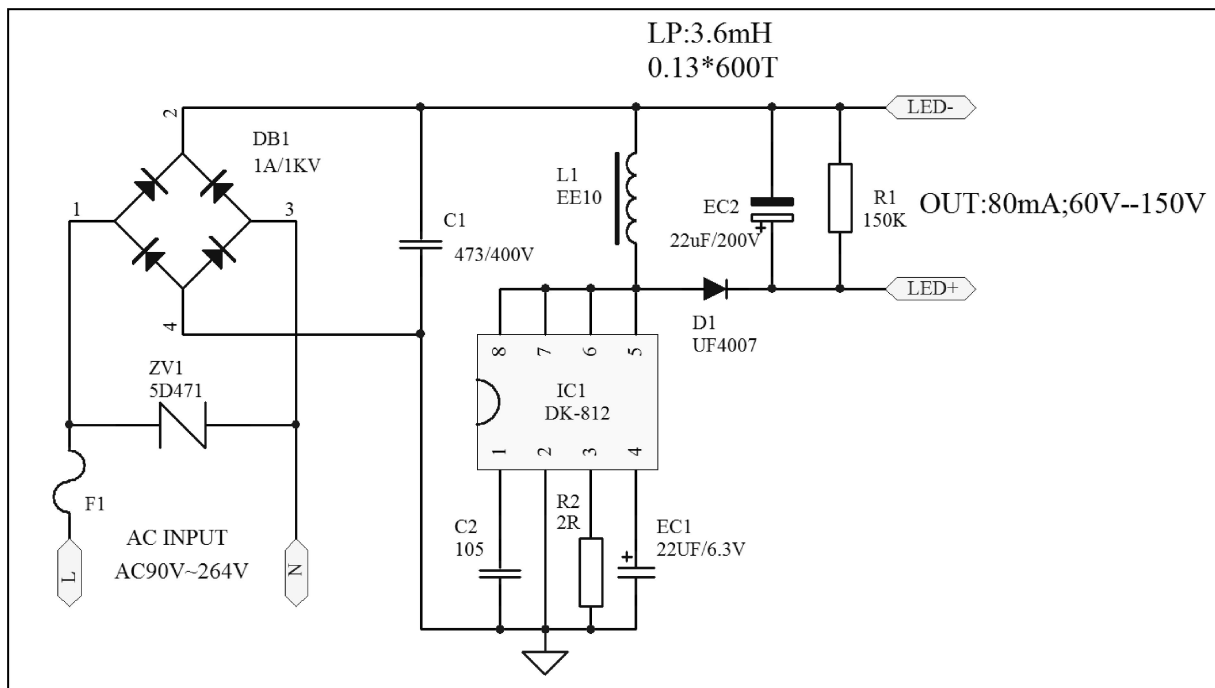 LP:3.6mH
0.13*600T
LED-
2
DB1
1A/1KV
1
3
4
C1
473/400V
L1
EE10
EC2
22uF/200V
+
R1
150K
OUT:80mA;60V--150V
LED+
D1
UF4007
ZV1
5D471
8
7
6
5
IC1
DK-812
1
2
3
4
F1
AC INPUT
AC90V~264V
L
N
C2
105
R2
2R
EC1
22UF/6.3V
+